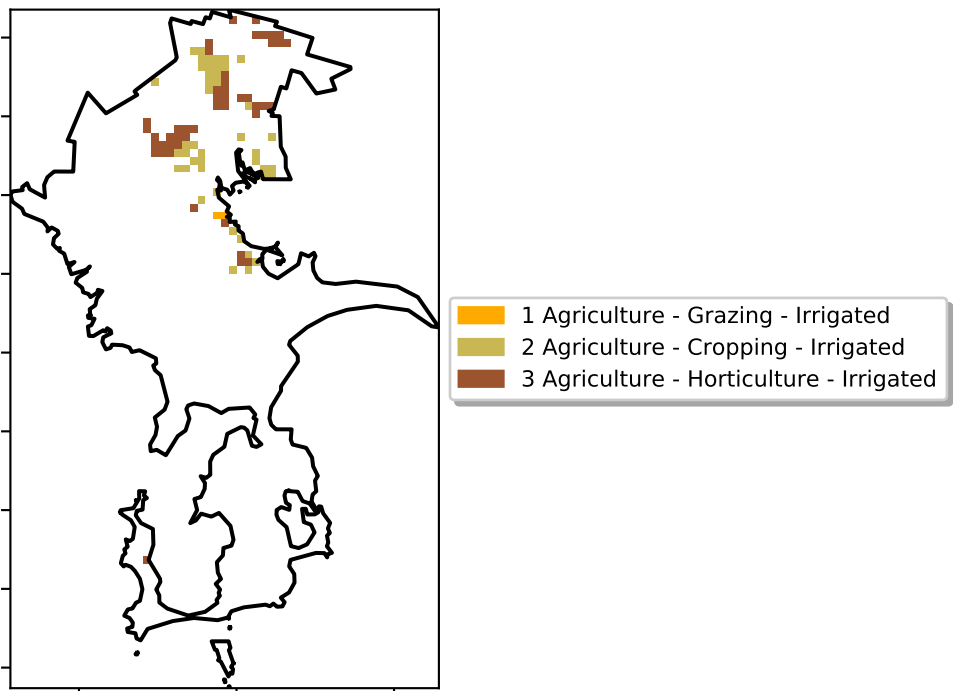 1 Agriculture - Grazing - Irrigated
2 Agriculture - Cropping - Irrigated
3 Agriculture - Horticulture - Irrigated